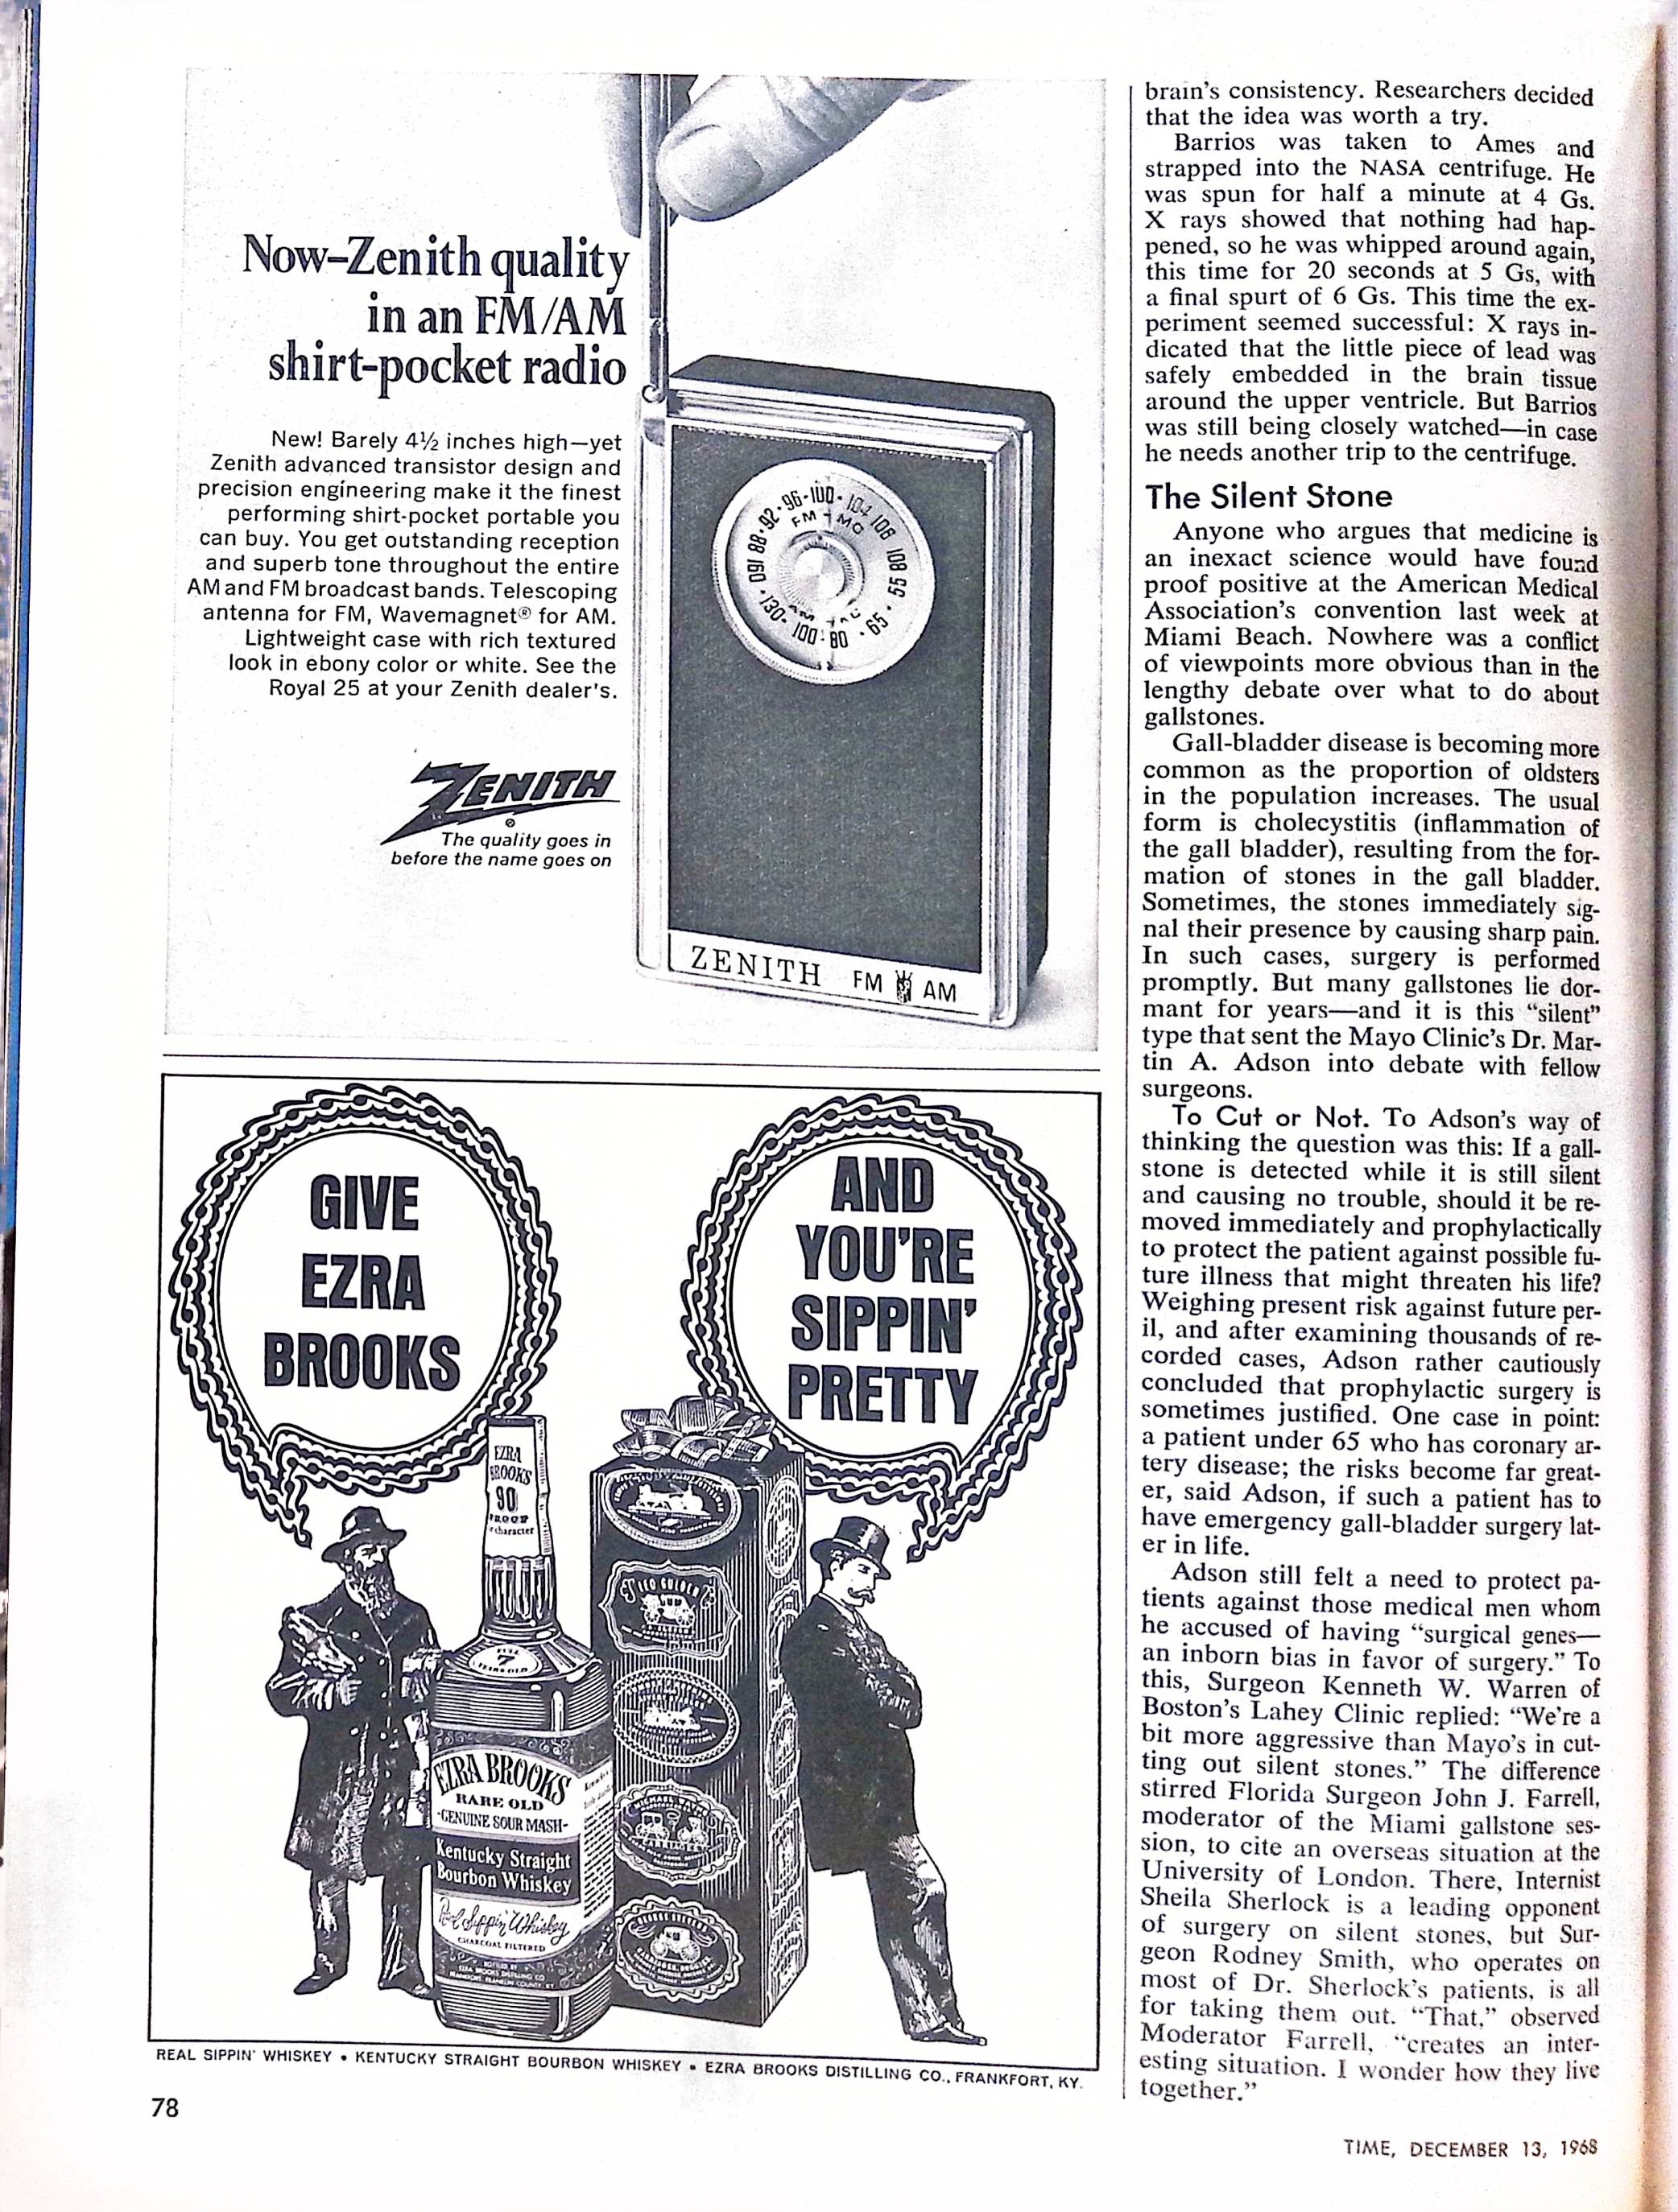 Now–Zenith quality
in an FM/AM
shirt-pocket radio
New! Barely 4½ inches high—yet
Zenith advanced transistor design and
precision engineering make it the finest
performing shirt-pocket portable you
can buy. You get outstanding reception
and superb tone throughout the entire
AM and FM broadcast bands. Telescoping
antenna for FM, Wavemagnet® for AM.
Lightweight case with rich textured
look in ebony color or white. See the
Royal 25 at your Zenith dealer's.
ZENITH
®
The quality goes in
before the name goes on
88 · 92 · 96 · 100 · 104 106 108
FM MC
AM KC
160 · 130 · 100 · 80 · 65 · 55
ZENITH FM AM
GIVE
EZRA
BROOKS
AND
YOU'RE
SIPPIN'
PRETTY
EZRA
BROOKS
90
PROOF
character
7
YEARS OLD
EZRA BROOKS
RARE OLD
-GENUINE SOUR MASH-
Kentucky Straight
Bourbon Whiskey
Real Sippin' Whiskey
CHARCOAL FILTERED
REAL SIPPIN' WHISKEY • KENTUCKY STRAIGHT BOURBON WHISKEY • EZRA BROOKS DISTILLING CO., FRANKFORT, KY.
78
brain's consistency. Researchers decided
that the idea was worth a try.
Barrios was taken to Ames and
strapped into the NASA centrifuge. He
was spun for half a minute at 4 Gs.
X rays showed that nothing had hap-
pened, so he was whipped around again,
this time for 20 seconds at 5 Gs, with
a final spurt of 6 Gs. This time the ex-
periment seemed successful: X rays in-
dicated that the little piece of lead was
safely embedded in the brain tissue
around the upper ventricle. But Barrios
was still being closely watched—in case
he needs another trip to the centrifuge.
The Silent Stone
Anyone who argues that medicine is
an inexact science would have found
proof positive at the American Medical
Association's convention last week at
Miami Beach. Nowhere was a conflict
of viewpoints more obvious than in the
lengthy debate over what to do about
gallstones.
Gall-bladder disease is becoming more
common as the proportion of oldsters
in the population increases. The usual
form is cholecystitis (inflammation of
the gall bladder), resulting from the for-
mation of stones in the gall bladder.
Sometimes, the stones immediately sig-
nal their presence by causing sharp pain.
In such cases, surgery is performed
promptly. But many gallstones lie dor-
mant for years—and it is this “silent”
type that sent the Mayo Clinic's Dr. Mar-
tin A. Adson into debate with fellow
surgeons.
To Cut or Not. To Adson's way of
thinking the question was this: If a gall-
stone is detected while it is still silent
and causing no trouble, should it be re-
moved immediately and prophylactically
to protect the patient against possible fu-
ture illness that might threaten his life?
Weighing present risk against future per-
il, and after examining thousands of re-
corded cases, Adson rather cautiously
concluded that prophylactic surgery is
sometimes justified. One case in point:
a patient under 65 who has coronary ar-
tery disease; the risks become far great-
er, said Adson, if such a patient has to
have emergency gall-bladder surgery lat-
er in life.
Adson still felt a need to protect pa-
tients against those medical men whom
he accused of having “surgical genes—
an inborn bias in favor of surgery.” To
this, Surgeon Kenneth W. Warren of
Boston's Lahey Clinic replied: “We're a
bit more aggressive than Mayo's in cut-
ting out silent stones.” The difference
stirred Florida Surgeon John J. Farrell,
moderator of the Miami gallstone ses-
sion, to cite an overseas situation at the
University of London. There, Internist
Sheila Sherlock is a leading opponent
of surgery on silent stones, but Sur-
geon Rodney Smith, who operates on
most of Dr. Sherlock's patients, is all
for taking them out. “That,” observed
Moderator Farrell, “creates an inter-
esting situation. I wonder how they live
together.”
TIME, DECEMBER 13, 1968